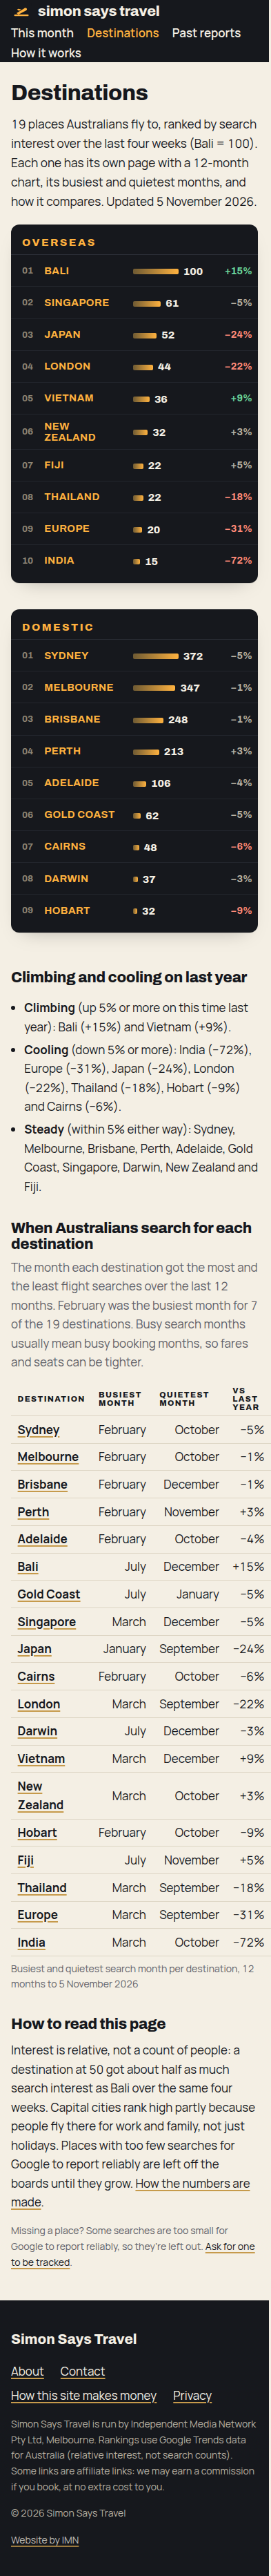 simon says travel
This month Destinations Past reports
How it works
Destinations
19 places Australians fly to, ranked by search
interest over the last four weeks (Bali = 100).
Each one has its own page with a 12-month
chart, its busiest and quietest months, and
how it compares. Updated 5 November 2026.
OVERSEAS
01 BALI 100 +15%
02 SINGAPORE 61 −5%
03 JAPAN 52 −24%
04 LONDON 44 −22%
05 VIETNAM 36 +9%
06 NEW ZEALAND 32 +3%
07 FIJI 22 +5%
08 THAILAND 22 −18%
09 EUROPE 20 −31%
10 INDIA 15 −72%
DOMESTIC
01 SYDNEY 372 −5%
02 MELBOURNE 347 −1%
03 BRISBANE 248 −1%
04 PERTH 213 +3%
05 ADELAIDE 106 −4%
06 GOLD COAST 62 −5%
07 CAIRNS 48 −6%
08 DARWIN 37 −3%
09 HOBART 32 −9%
Climbing and cooling on last year
• Climbing (up 5% or more on this time last
year): Bali (+15%) and Vietnam (+9%).
• Cooling (down 5% or more): India (−72%),
Europe (−31%), Japan (−24%), London
(−22%), Thailand (−18%), Hobart (−9%)
and Cairns (−6%).
• Steady (within 5% either way): Sydney,
Melbourne, Brisbane, Perth, Adelaide, Gold
Coast, Singapore, Darwin, New Zealand and
Fiji.
When Australians search for each
destination
The month each destination got the most and
the least flight searches over the last 12
months. February was the busiest month for 7
of the 19 destinations. Busy search months
usually mean busy booking months, so fares
and seats can be tighter.
DESTINATION BUSIEST MONTH QUIETEST MONTH VS LAST YEAR
Sydney February October −5%
Melbourne February October −1%
Brisbane February December −1%
Perth February November +3%
Adelaide February October −4%
Bali July December +15%
Gold Coast July January −5%
Singapore March December −5%
Japan January September −24%
Cairns February October −6%
London March September −22%
Darwin July December −3%
Vietnam March December +9%
New Zealand March October +3%
Hobart February October −9%
Fiji July November +5%
Thailand March September −18%
Europe March September −31%
India March October −72%
Busiest and quietest search month per destination, 12
months to 5 November 2026
How to read this page
Interest is relative, not a count of people: a
destination at 50 got about half as much
search interest as Bali over the same four
weeks. Capital cities rank high partly because
people fly there for work and family, not just
holidays. Places with too few searches for
Google to report reliably are left off the
boards until they grow. How the numbers are
made.
Missing a place? Some searches are too small for
Google to report reliably, so they're left out. Ask for one
to be tracked.
Simon Says Travel
About Contact
How this site makes money Privacy
Simon Says Travel is run by Independent Media Network
Pty Ltd, Melbourne. Rankings use Google Trends data
for Australia (relative interest, not search counts).
Some links are affiliate links: we may earn a commission
if you book, at no extra cost to you.
© 2026 Simon Says Travel
Website by IMN